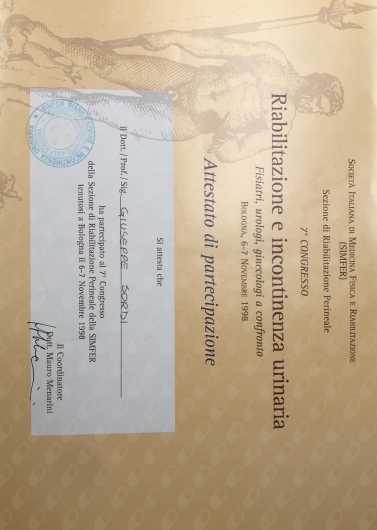 Società Italiana di Medicina Fisica e Riabilitazione
(SIMFER)
Sezione di Riabilitazione Perineale
7° CONGRESSO
Riabilitazione e incontinenza urinaria
Fisiatri, urologi, ginecologi a confronto
Bologna, 6-7 Novembre 1998
Attestato di partecipazione
Si attesta che
il Dott./Prof./Sig. GIUSEPPE SORDI
ha partecipato al 7° Congresso
della Sezione di Riabilitazione Perineale della SIMFER
tenutosi a Bologna il 6-7 Novembre 1998
Il Coordinatore
Dott. Mauro Menarini